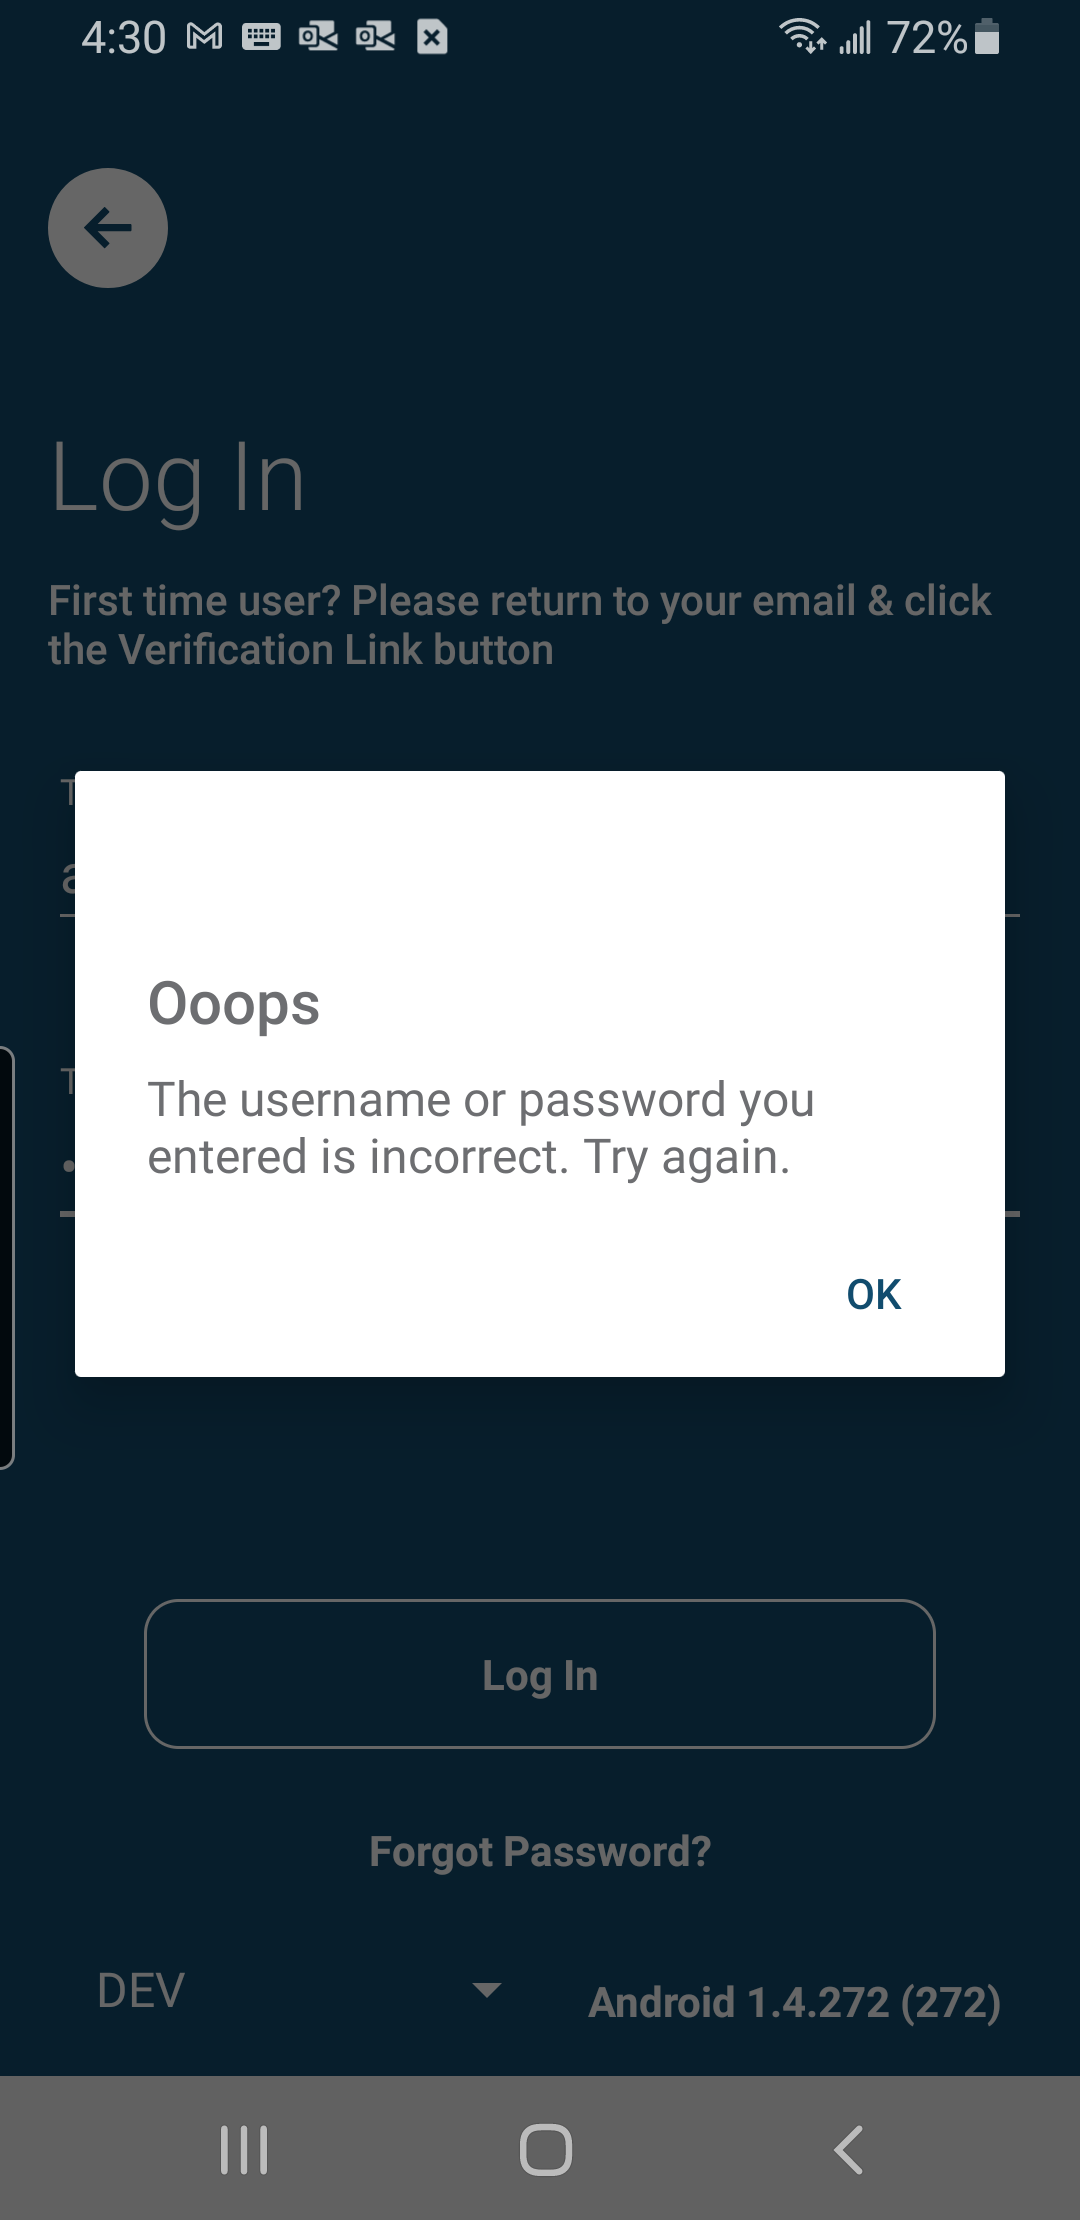 4:30
72%
Log In
First time user? Please return to your email & click
the Verification Link button
Ooops
The username or password you
entered is incorrect. Try again.
OK
Log In
Forgot Password?
DEV
Android 1.4.272 (272)